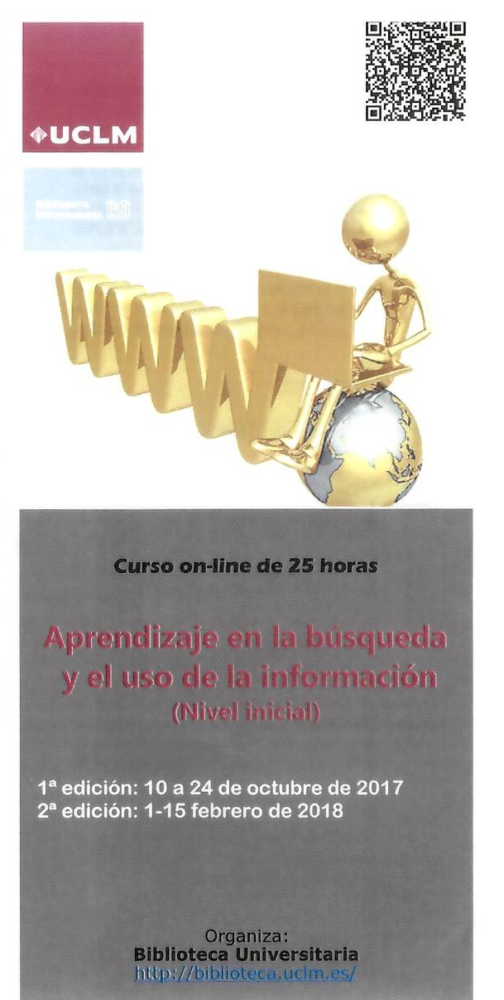 UCLM
Biblioteca
Universitaria
WWWWWW
Curso on-line de 25 horas
Aprendizaje en la búsqueda
y el uso de la información
(Nivel inicial)
1ª edición: 10 a 24 de octubre de 2017
2ª edición: 1-15 febrero de 2018
Organiza:
Biblioteca Universitaria
http://biblioteca.uclm.es/